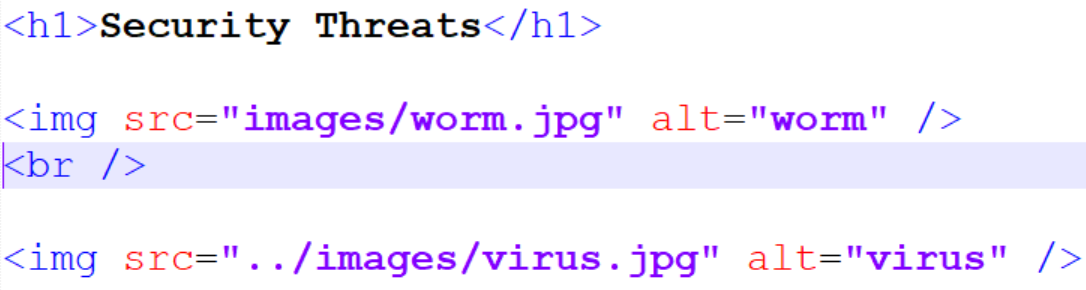 <h1>Security Threats</h1>
<img src="images/worm.jpg" alt="worm" />
<br />
<img src="../images/virus.jpg" alt="virus" />